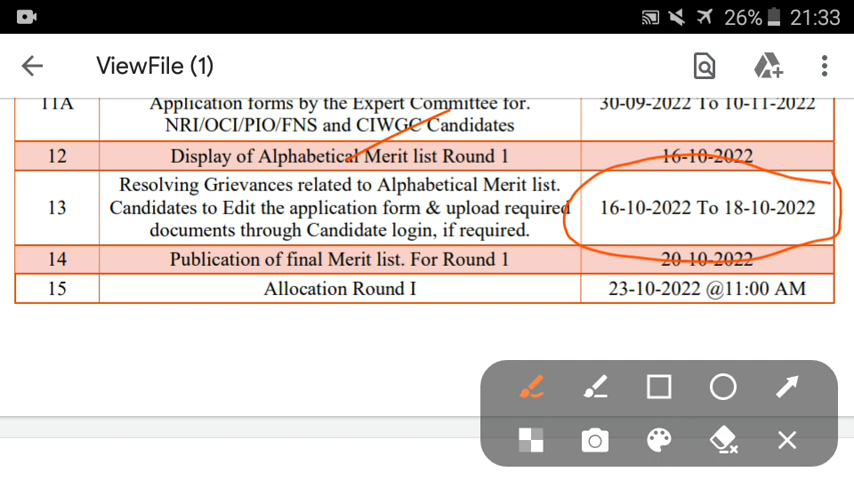 26% 21:33
ViewFile (1)
11A Application forms by the Expert Committee for. 30-09-2022 To 10-11-2022
NRI/OCI/PIO/FNS and CIWGC Candidates
12 Display of Alphabetical Merit list Round 1 16-10-2022
Resolving Grievances related to Alphabetical Merit list.
13 Candidates to Edit the application form & upload required 16-10-2022 To 18-10-2022
documents through Candidate login, if required.
14 Publication of final Merit list. For Round 1 20-10-2022
15 Allocation Round I 23-10-2022 @11:00 AM